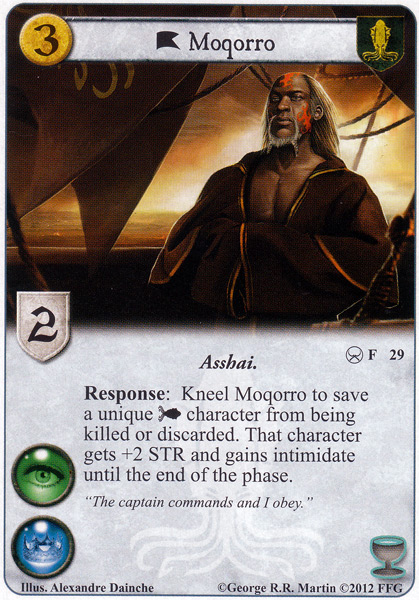 3
Moqorro
2
Asshai.
F 29
Response: Kneel Moqorro to save
a unique character from being
killed or discarded. That character
gets +2 STR and gains intimidate
until the end of the phase.
“The captain commands and I obey.”
Illus. Alexandre Dainche
©George R.R. Martin ©2012 FFG